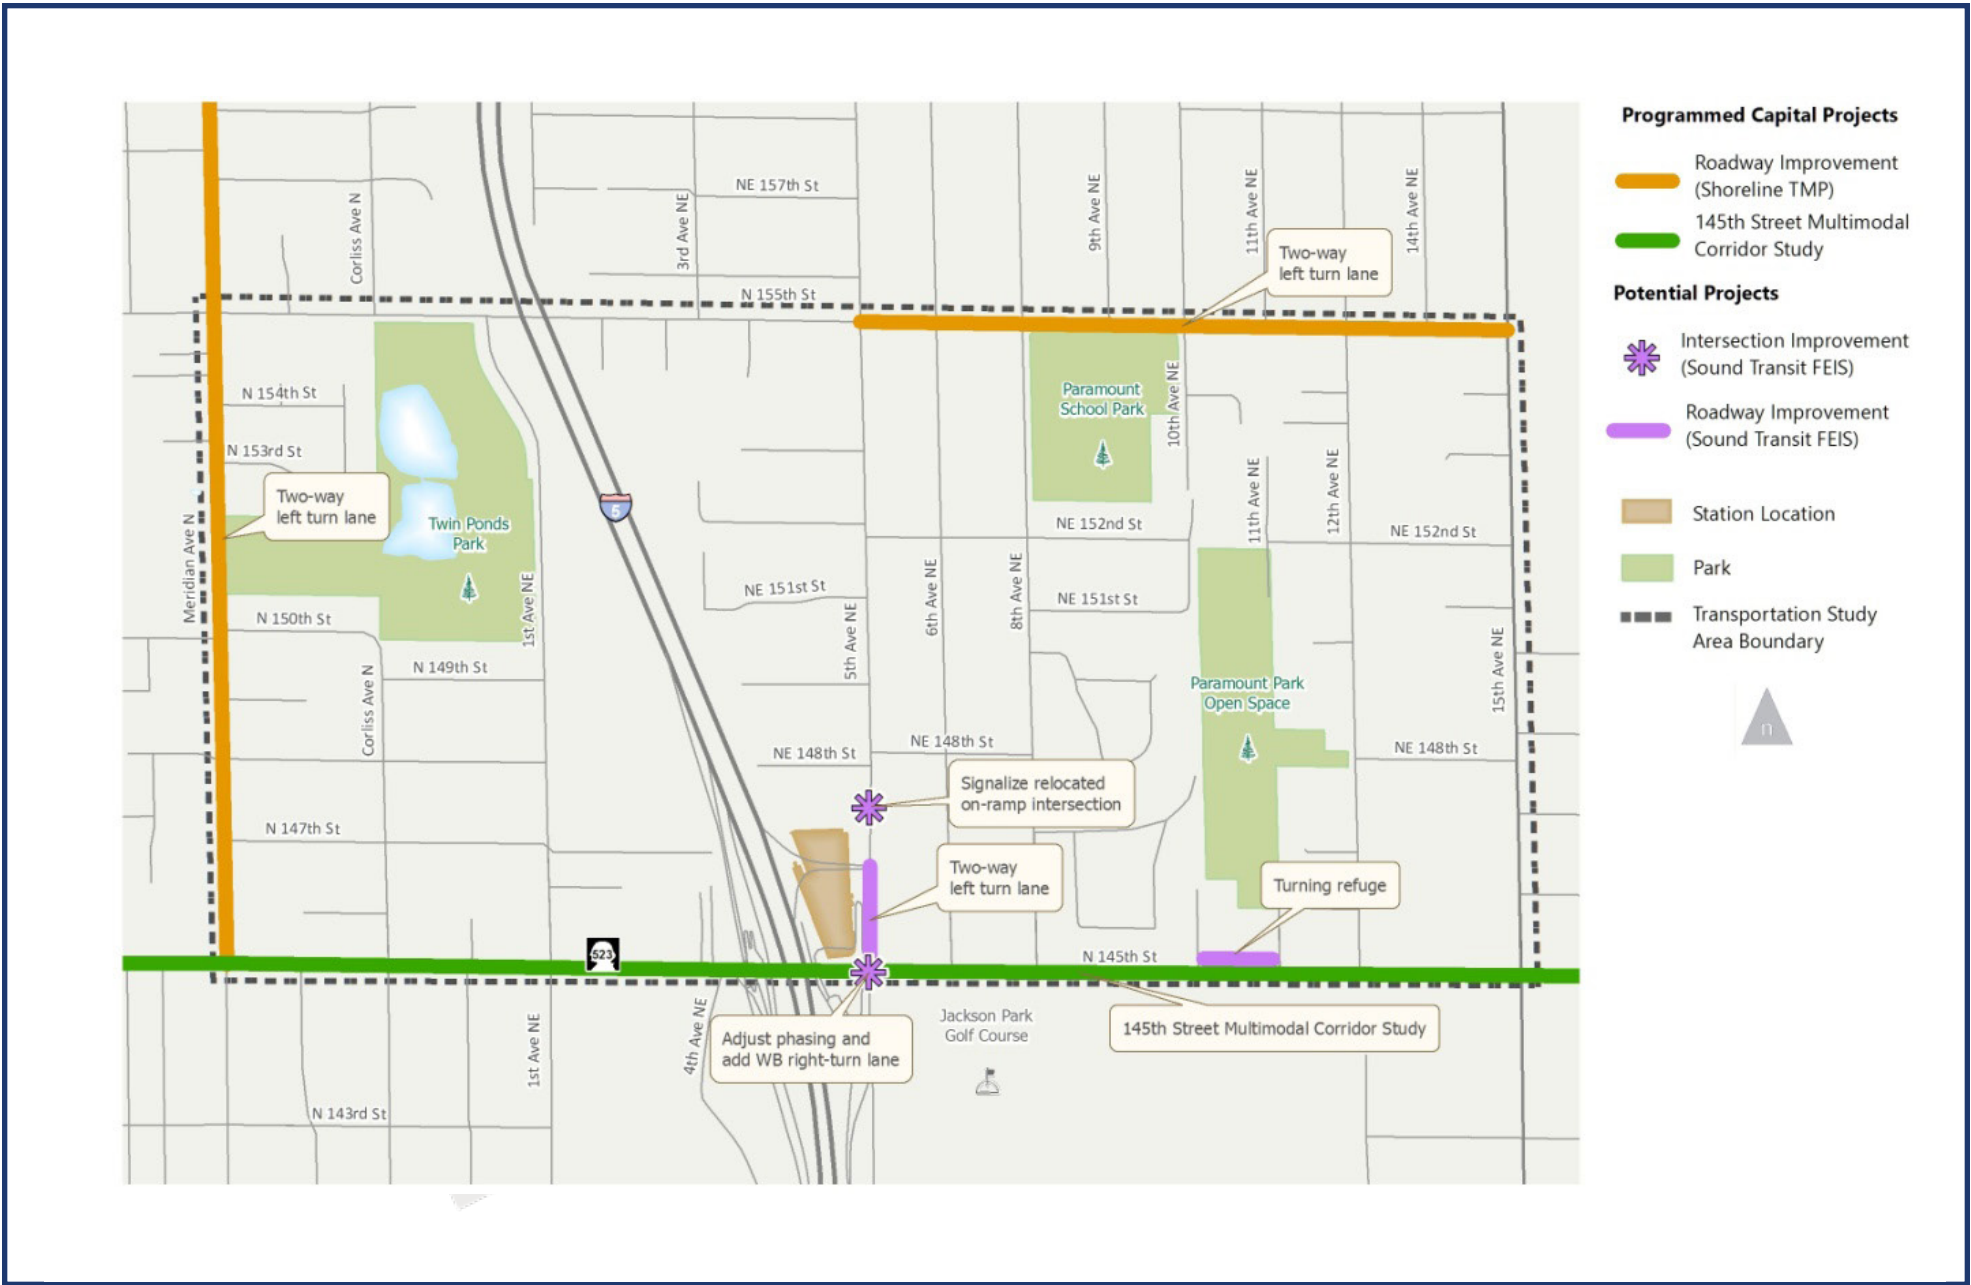 Programmed Capital Projects
Roadway Improvement
(Shoreline TMP)
145th Street Multimodal
Corridor Study
Potential Projects
Intersection Improvement
(Sound Transit FEIS)
Roadway Improvement
(Sound Transit FEIS)
Station Location
Park
Transportation Study
Area Boundary
n
NE 157th St
Corliss Ave N
3rd Ave NE
9th Ave NE
11th Ave NE
14th Ave NE
Two-way
left turn lane
N 155th St
N 154th St
Paramount
School Park
10th Ave NE
N 153rd St
Two-way
left turn lane
5
Twin Ponds
Park
11th Ave NE
12th Ave NE
NE 152nd St
NE 152nd St
Meridian Ave N
1st Ave NE
NE 151st St
6th Ave NE
8th Ave NE
NE 151st St
N 150th St
5th Ave NE
15th Ave NE
N 149th St
Corliss Ave N
Paramount Park
Open Space
NE 148th St
NE 148th St
NE 148th St
Signalize relocated
on-ramp intersection
N 147th St
Two-way
left turn lane
Turning refuge
523
N 145th St
4th Ave NE
1st Ave NE
Adjust phasing and
add WB right-turn lane
Jackson Park
Golf Course
145th Street Multimodal Corridor Study
N 143rd St